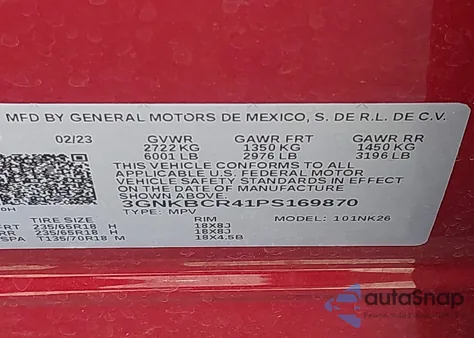 MFD BY GENERAL MOTORS DE MEXICO, S. DE R.L. DE C.V.
02/23 GVWR GAWR FRT GAWR RR
2722 KG 1350 KG 1450 KG
6001 LB 2976 LB 3196 LB
THIS VEHICLE CONFORMS TO ALL
APPLICABLE U.S. FEDERAL MOTOR
VEHICLE SAFETY STANDARDS IN EFFECT
ON THE DATE OF MANUFACTURE
SHOWN ABOVE.
3GNKBCR41PS169870
TYPE: MPV MODEL: 101NK26
TIRE SIZE RIM
FRT 235/65R18 H 18X8J
RR 235/65R18 H 18X8J
SPA T135/70R18 M 18X4.5B
autoSnap